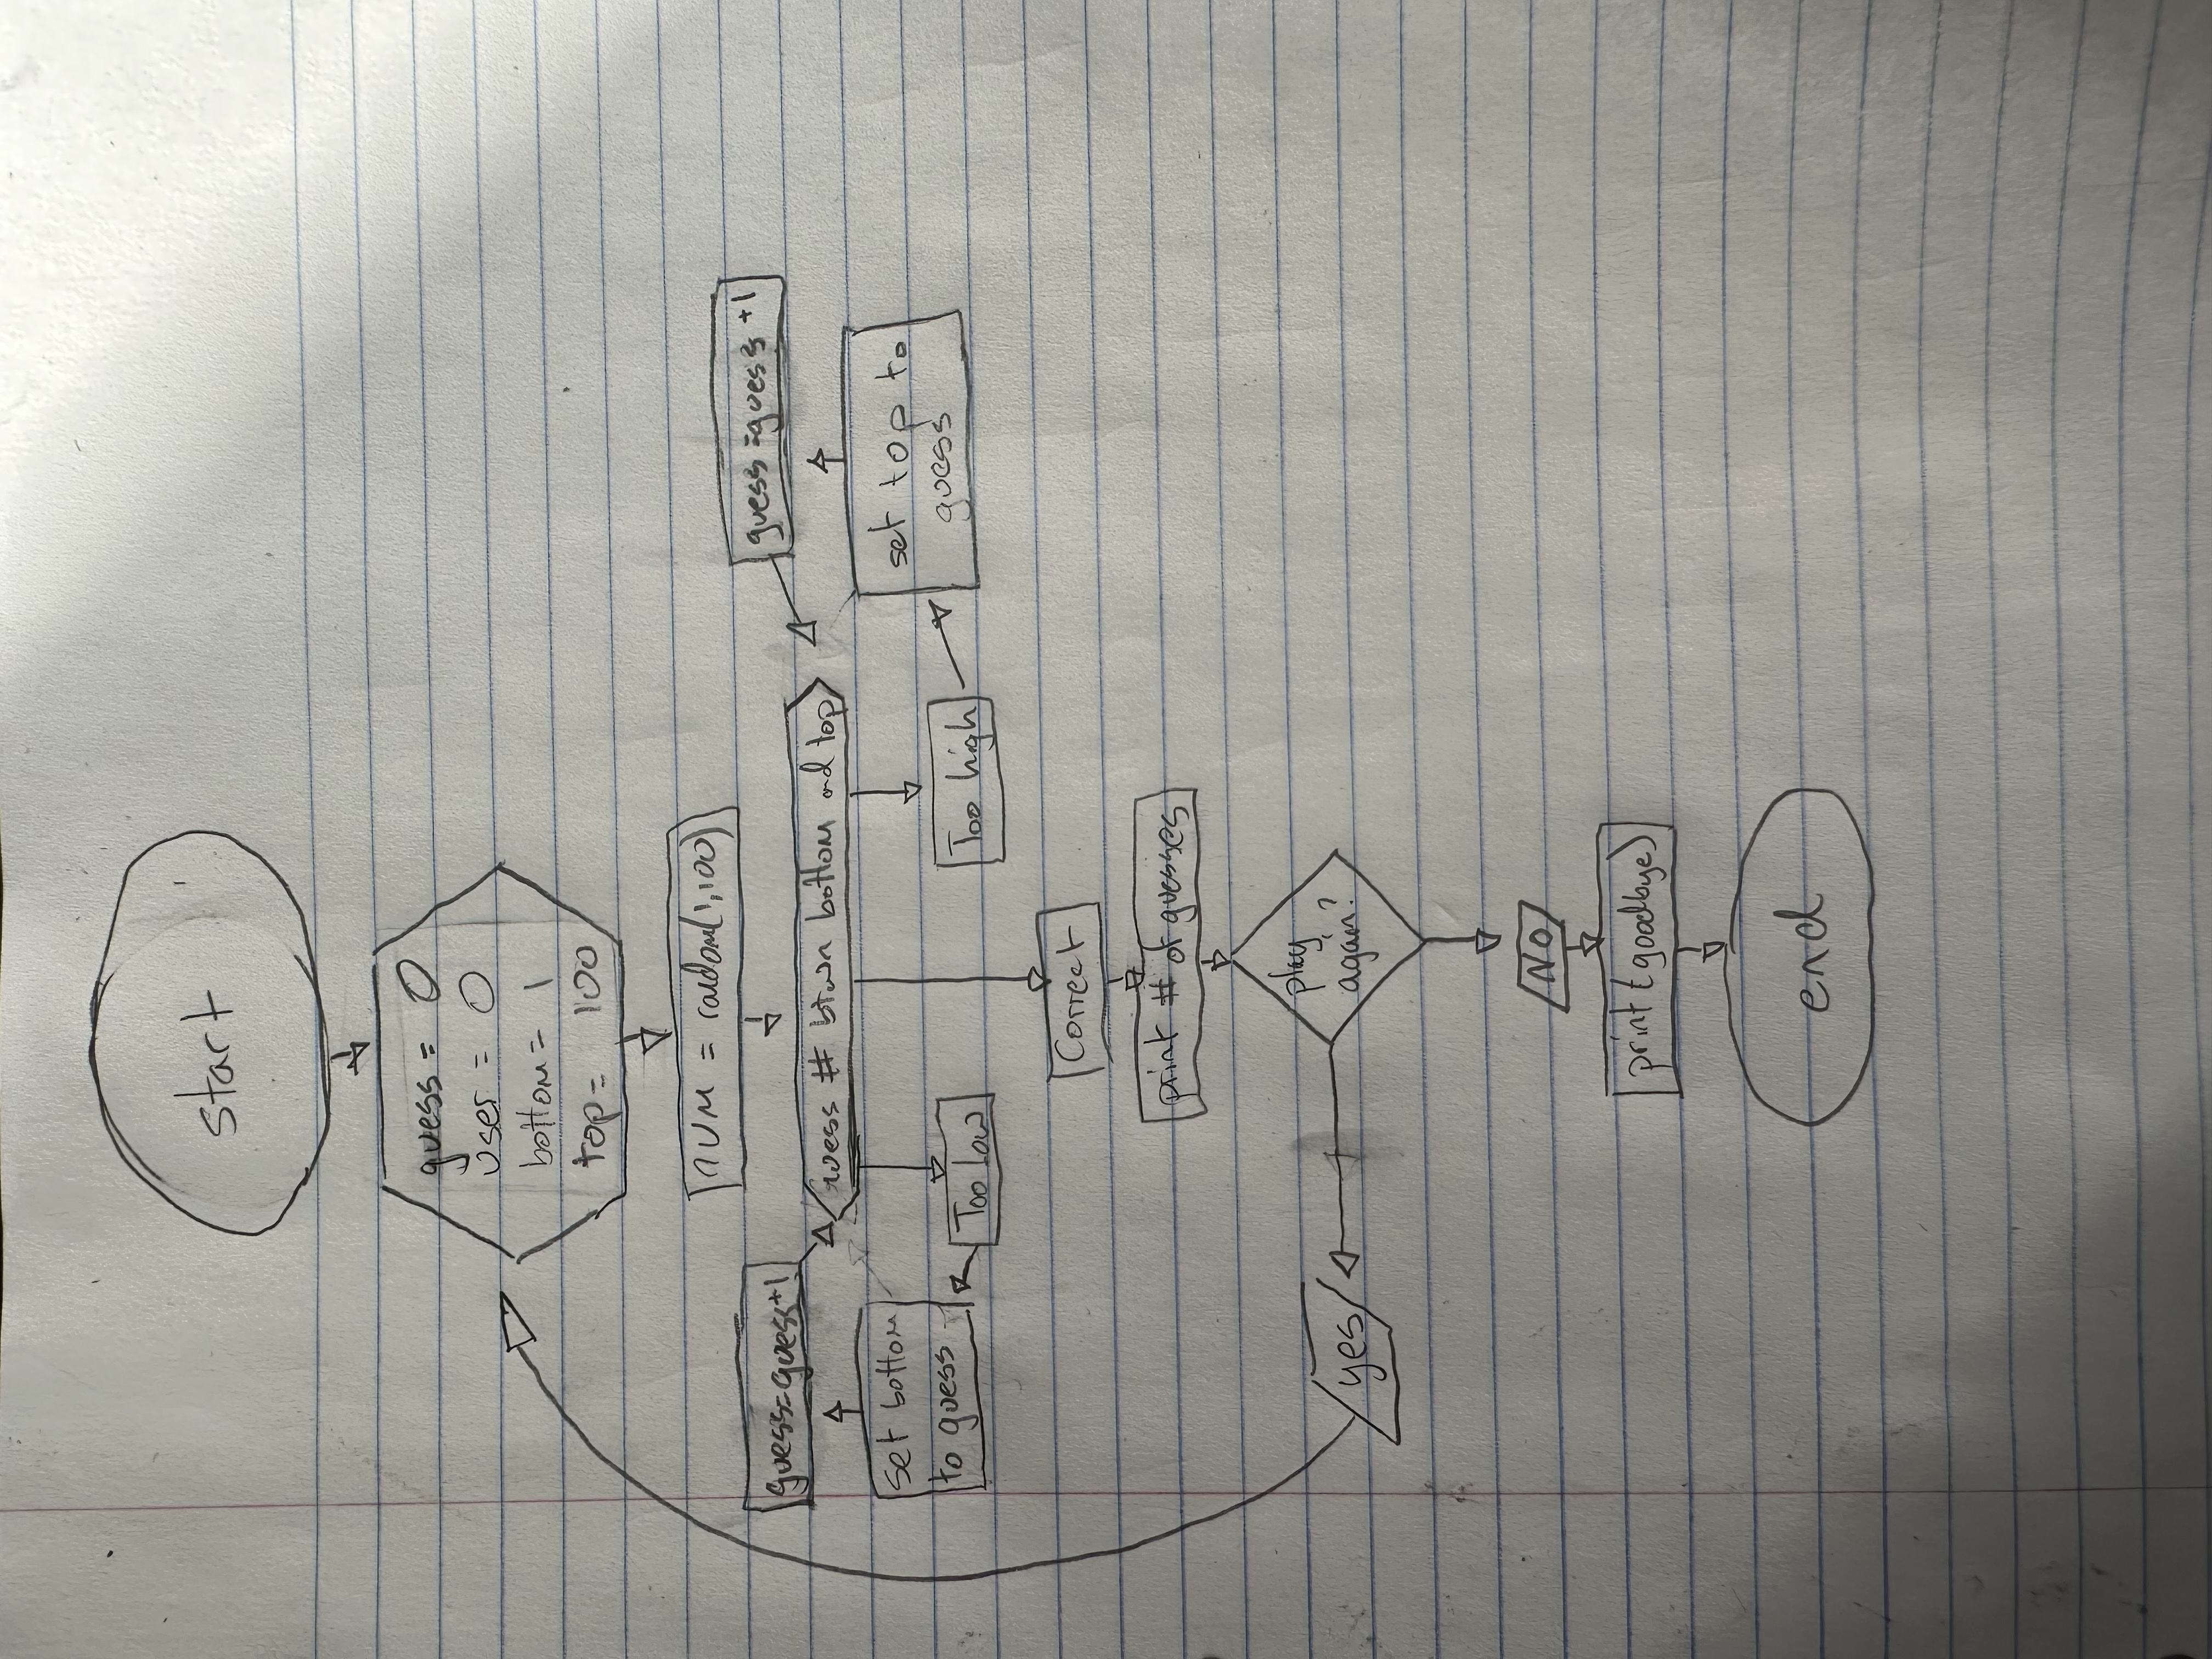 start
guess = 0
user = 0
bottom = 1
top = 100
num = random(1,100)
guess=guess+1
guess=guess+1
Guess # btwn bottom and top
set bottom
to guess
Too low
Too high
set top to
guess
Correct
print # of guesses
play
again?
yes
NO
print (goodbye)
end